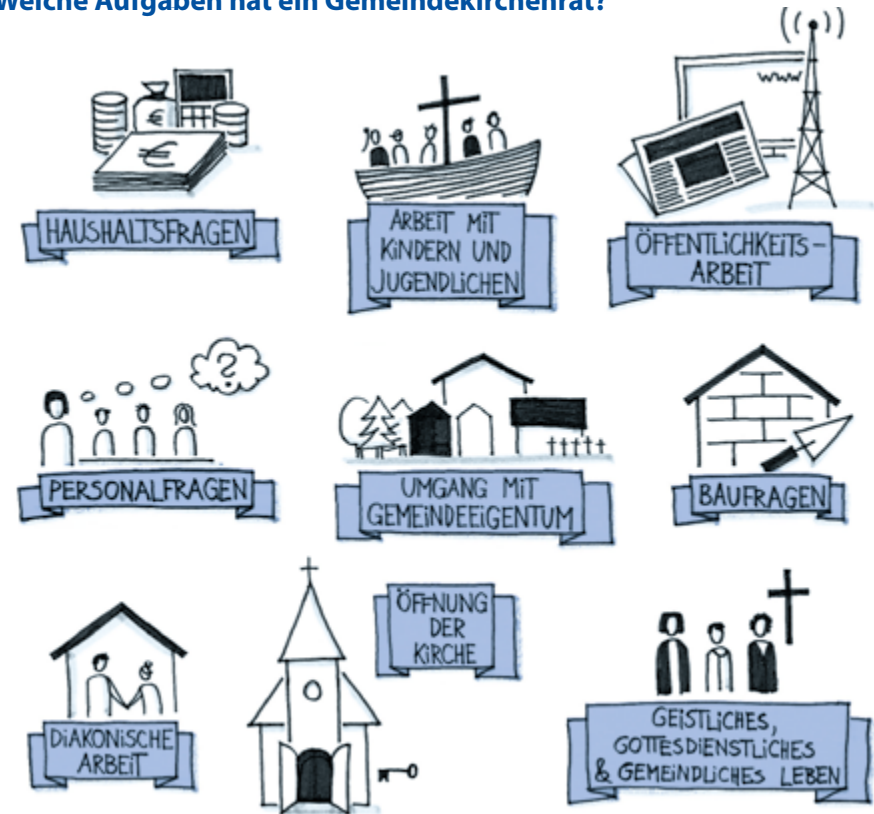 Welche Aufgaben hat ein Gemeindekirchenrat?
€
€
www
HAUSHALTSFRAGEN
ARBEIT MIT
KINDERN UND
JUGENDLICHEN
ÖFFENTLICHKEITS-
ARBEIT
?
PERSONALFRAGEN
UMGANG MIT
GEMEINDEEIGENTUM
BAUFRAGEN
DIAKONISCHE
ARBEIT
ÖFFNUNG
DER
KIRCHE
GEISTLICHES,
GOTTESDIENSTLICHES
& GEMEINDLICHES LEBEN